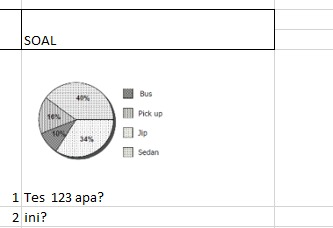 SOAL
40%
Bus
16%
Pick up
10%
34%
Jip
Sedan
1 Tes 123 apa?
2 ini?